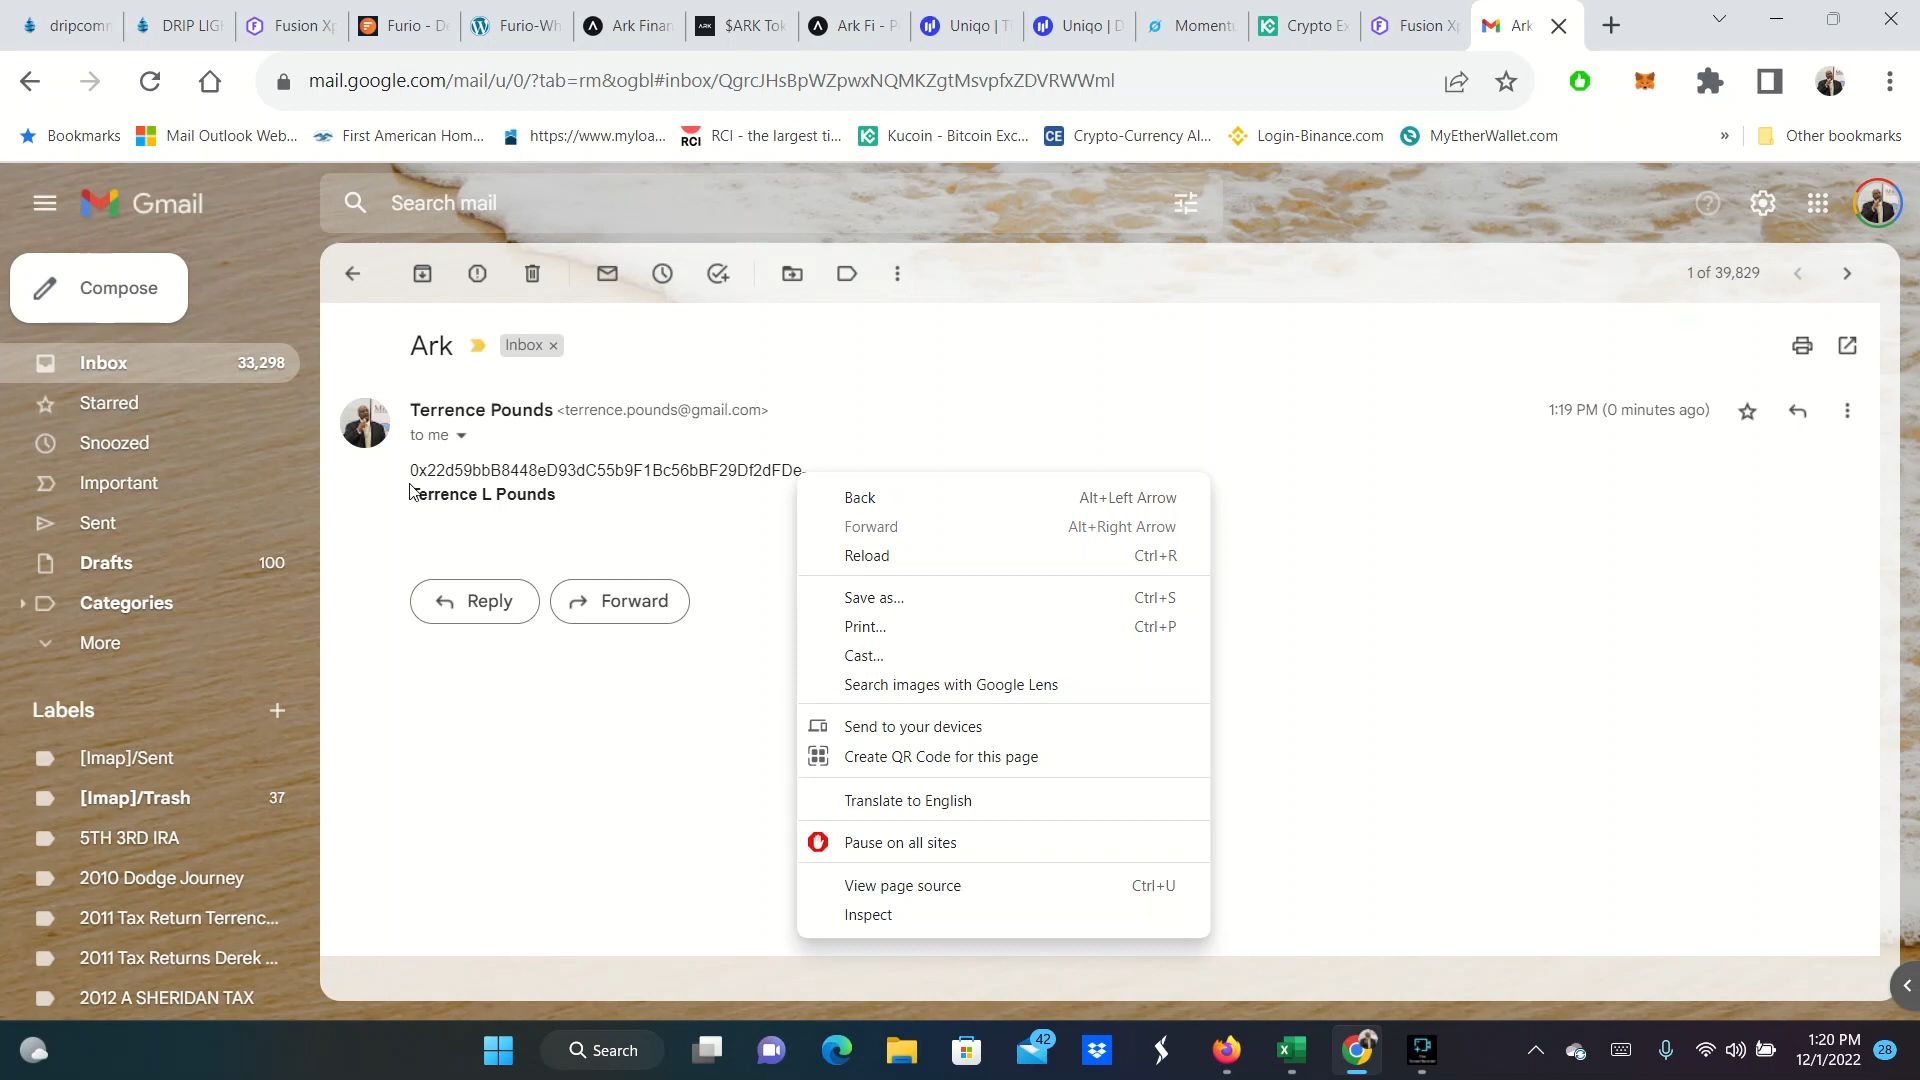 dripcomm
DRIP LIG
Fusion Xp
Furio - De
Furio-Wh
Ark Finan
$ARK Tok
Ark Fi - P
Uniqo | T
Uniqo | D
Moment
Crypto Ex
Fusion Xp
Ark
mail.google.com/mail/u/0/?tab=rm&ogbl#inbox/QgrcJHsBpWZpwxNQMKZgtMsvpfxZDVRWWml
Bookmarks
Mail Outlook Web...
First American Hom...
https://www.myloa...
RCI - the largest ti...
Kucoin - Bitcoin Exc...
Crypto-Currency Al...
Login-Binance.com
MyEtherWallet.com
»
Other bookmarks
Gmail
Search mail
Compose
1 of 39,829
Inbox 33,298
Starred
Snoozed
Important
Sent
Drafts 100
Categories
More
Labels
[Imap]/Sent
[Imap]/Trash 37
5TH 3RD IRA
2010 Dodge Journey
2011 Tax Return Terrenc...
2011 Tax Returns Derek ...
2012 A SHERIDAN TAX
Ark
Inbox ×
Terrence Pounds <terrence.pounds@gmail.com>
1:19 PM (0 minutes ago)
to me
0x22d59bbB8448eD93dC55b9F1Bc56bBF29Df2dFDe-
Terrence L Pounds
Reply
Forward
Back Alt+Left Arrow
Forward Alt+Right Arrow
Reload Ctrl+R
Save as... Ctrl+S
Print... Ctrl+P
Cast...
Search images with Google Lens
Send to your devices
Create QR Code for this page
Translate to English
Pause on all sites
View page source Ctrl+U
Inspect
Search
42
1:20 PM
12/1/2022
28